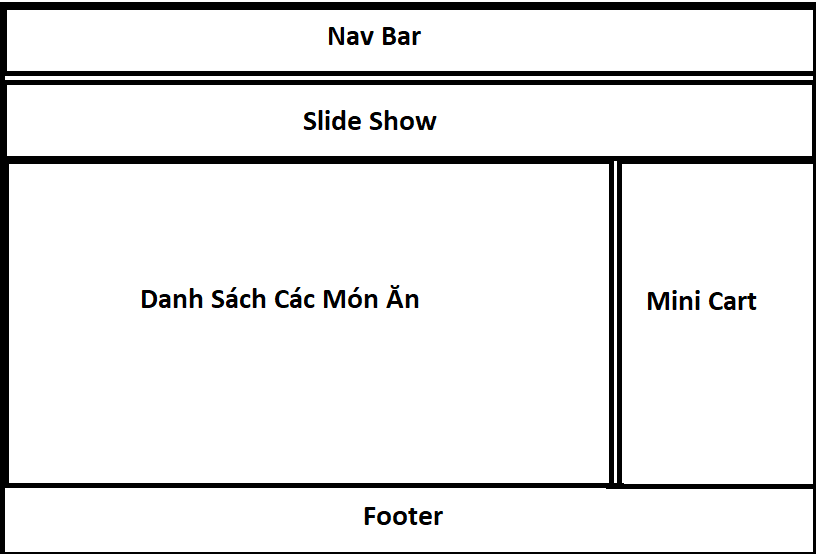 Nav Bar
Slide Show
Danh Sách Các Món Ăn
Mini Cart
Footer